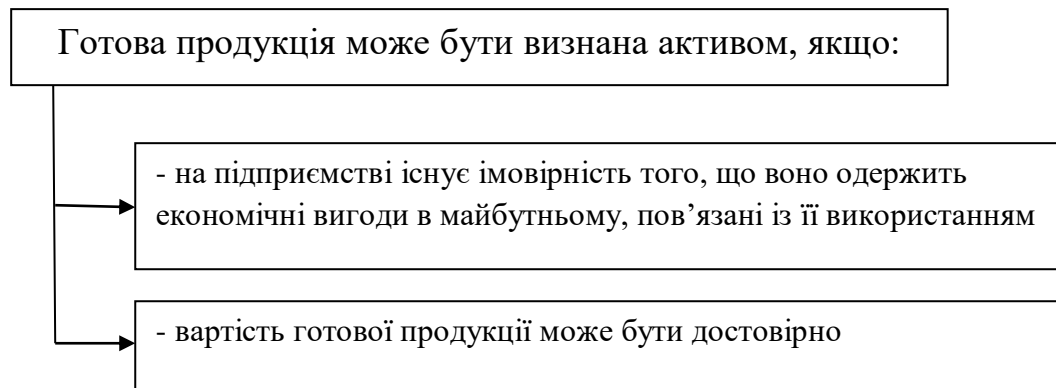 Готова продукція може бути визнана активом, якщо:
- на підприємстві існує імовірність того, що воно одержить
економічні вигоди в майбутньому, пов’язані із її використанням
- вартість готової продукції може бути достовірно